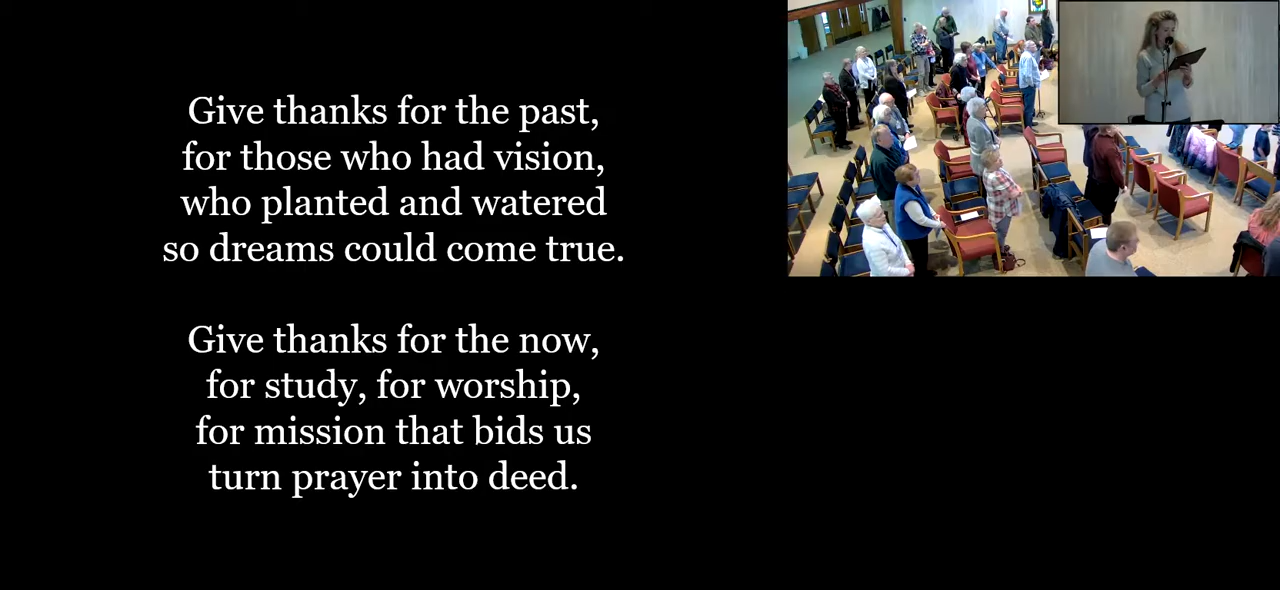 Give thanks for the past,
for those who had vision,
who planted and watered
so dreams could come true.
Give thanks for the now,
for study, for worship,
for mission that bids us
turn prayer into deed.